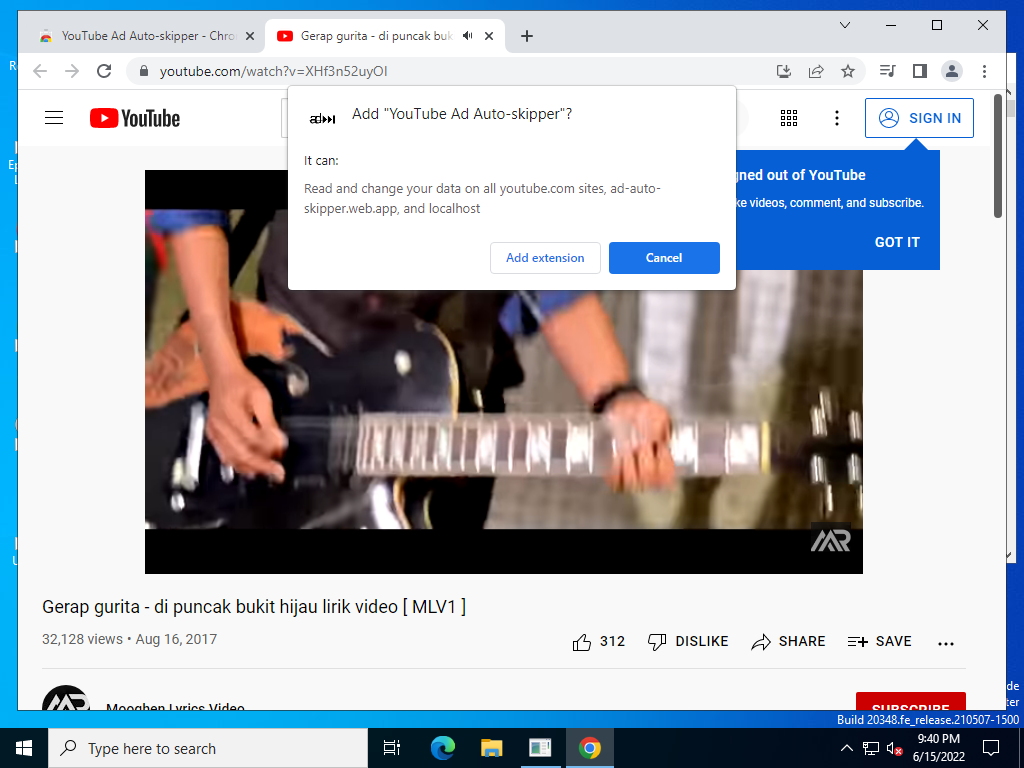 YouTube Ad Auto-skipper - Chro
Gerap gurita - di puncak buk
youtube.com/watch?v=XHf3n52uyOI
YouTube
SIGN IN
ad
Add "YouTube Ad Auto-skipper"?
It can:
Read and change your data on all youtube.com sites, ad-auto-
skipper.web.app, and localhost
Add extension
Cancel
gned out of YouTube
ke videos, comment, and subscribe.
GOT IT
MR
Gerap gurita - di puncak bukit hijau lirik video [ MLV1 ]
32,128 views • Aug 16, 2017
312
DISLIKE
SHARE
SAVE
Mooghen Lyrics Video
SUBSCRIBE
Build 20348.fe_release.210507-1500
Type here to search
9:40 PM
6/15/2022